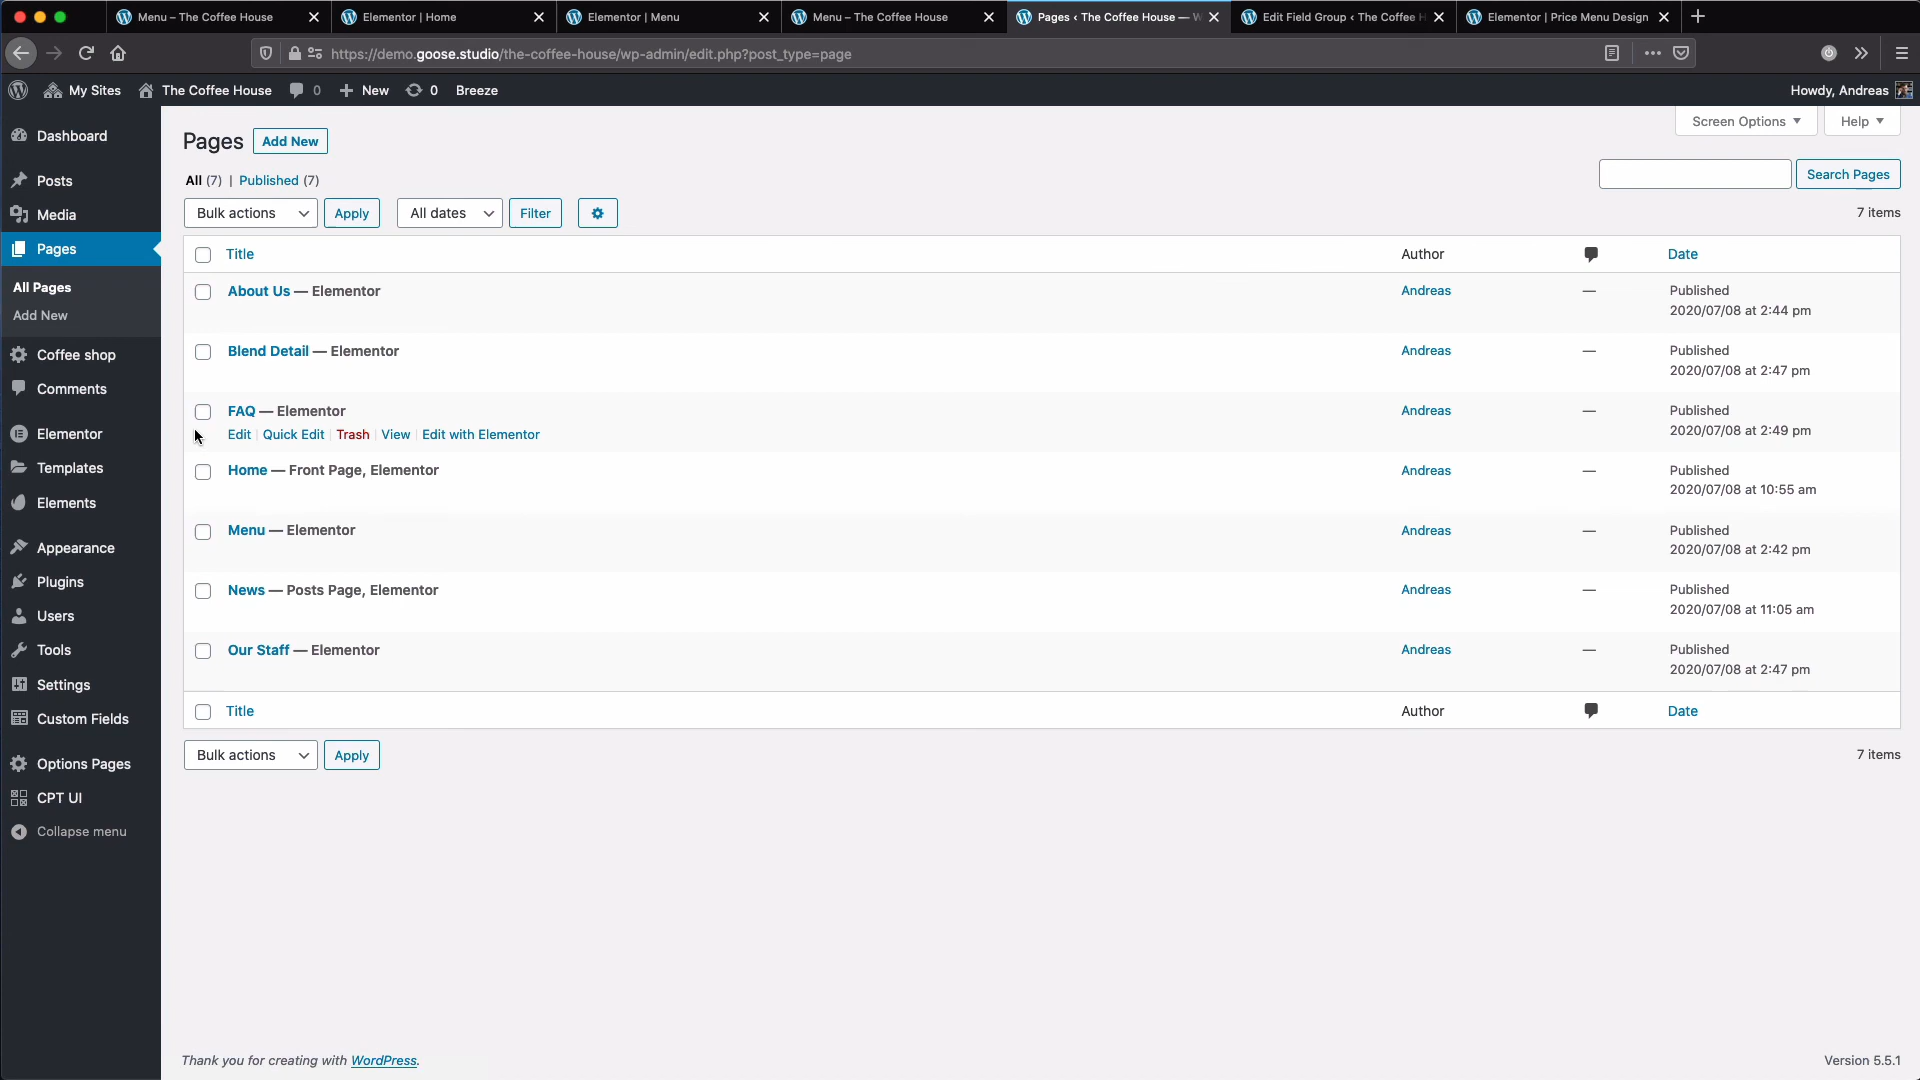 Menu – The Coffee House
Elementor | Home
Elementor | Menu
Menu – The Coffee House
Pages ‹ The Coffee House — W
Edit Field Group ‹ The Coffee H
Elementor | Price Menu Design
https://demo.goose.studio/the-coffee-house/wp-admin/edit.php?post_type=page
My Sites
The Coffee House
0
New
0
Breeze
Howdy, Andreas
Dashboard
Posts
Media
Pages
All Pages
Add New
Coffee shop
Comments
Elementor
Templates
Elements
Appearance
Plugins
Users
Tools
Settings
Custom Fields
Options Pages
CPT UI
Collapse menu
Screen Options
Help
Pages
Add New
All (7) | Published (7)
Search Pages
Bulk actions
Apply
All dates
Filter
7 items
Title
Author
Date
About Us — Elementor
Andreas
—
Published
2020/07/08 at 2:44 pm
Blend Detail — Elementor
Andreas
—
Published
2020/07/08 at 2:47 pm
FAQ — Elementor
Edit | Quick Edit | Trash | View | Edit with Elementor
Andreas
—
Published
2020/07/08 at 2:49 pm
Home — Front Page, Elementor
Andreas
—
Published
2020/07/08 at 10:55 am
Menu — Elementor
Andreas
—
Published
2020/07/08 at 2:42 pm
News — Posts Page, Elementor
Andreas
—
Published
2020/07/08 at 11:05 am
Our Staff — Elementor
Andreas
—
Published
2020/07/08 at 2:47 pm
Title
Author
Date
Bulk actions
Apply
7 items
Thank you for creating with WordPress.
Version 5.5.1